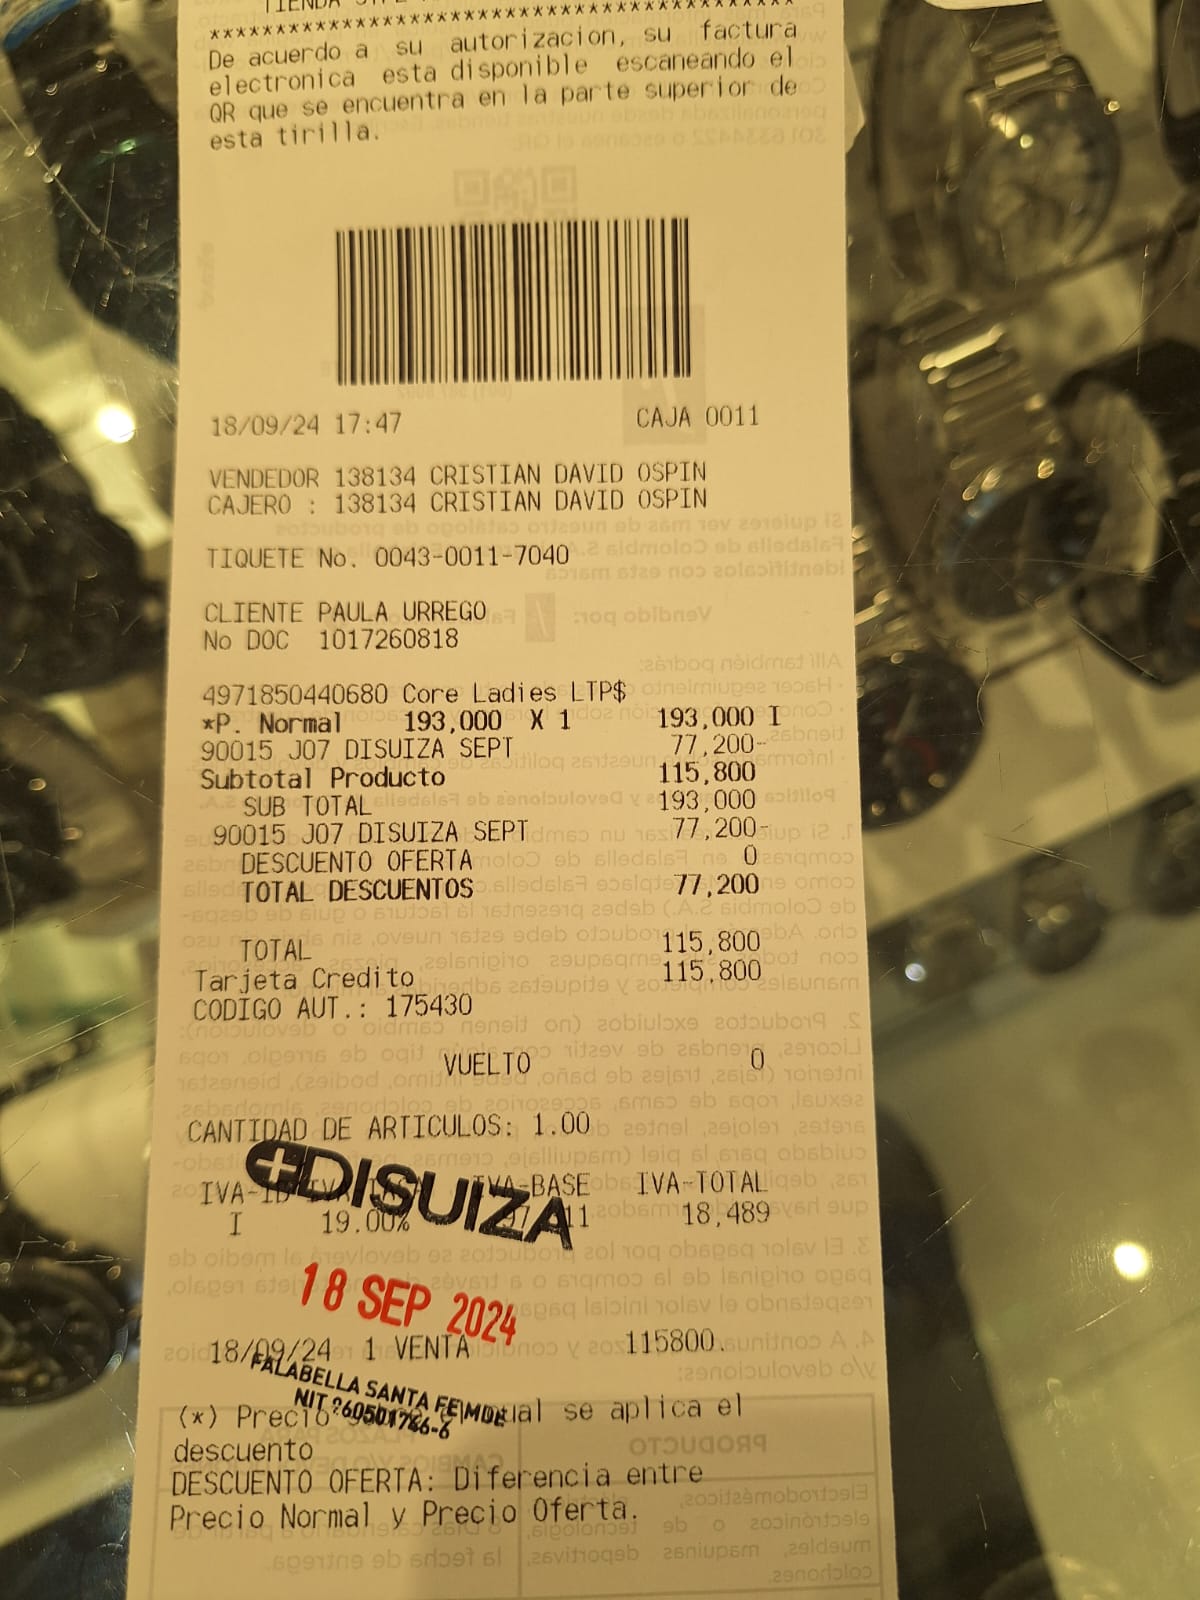 TIENDA
******************************************
De acuerdo a su autorizacion, su factura
electronica esta disponible escaneando el
QR que se encuentra en la parte superior de
esta tirilla.
18/09/24 17:47 CAJA 0011
VENDEDOR 138134 CRISTIAN DAVID OSPIN
CAJERO : 138134 CRISTIAN DAVID OSPIN
TIQUETE No. 0043-0011-7040
CLIENTE PAULA URREGO
No DOC 1017260818
4971850440680 Core Ladies LTP$
*P. Normal 193,000 X 1 193,000 I
90015 J07 DISUIZA SEPT 77,200-
Subtotal Producto 115,800
SUB TOTAL 193,000
90015 J07 DISUIZA SEPT 77,200-
DESCUENTO OFERTA 0
TOTAL DESCUENTOS 77,200
TOTAL 115,800
Tarjeta Credito 115,800
CODIGO AUT.: 175430
VUELTO 0
CANTIDAD DE ARTICULOS: 1.00
DISUIZA
IVA-BASE IVA-TOTAL
I 19.00% 18,489
18 SEP 2024
18/09/24 1 VENTA 115800.
FALABELLA SANTA FE MDE
NIT
(*) Precio se aplica el
descuento
DESCUENTO OFERTA: Diferencia entre
Precio Normal y Precio Oferta.